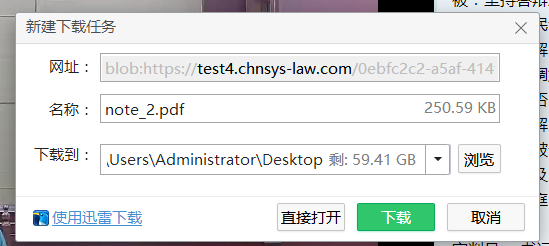 新建下载任务
网址： blob:https://test4.chnsys-law.com/0ebfc2c2-a5af-414
名称： note_2.pdf 250.59 KB
下载到： \Users\Administrator\Desktop 剩: 59.41 GB 浏览
使用迅雷下载 直接打开 下载 取消